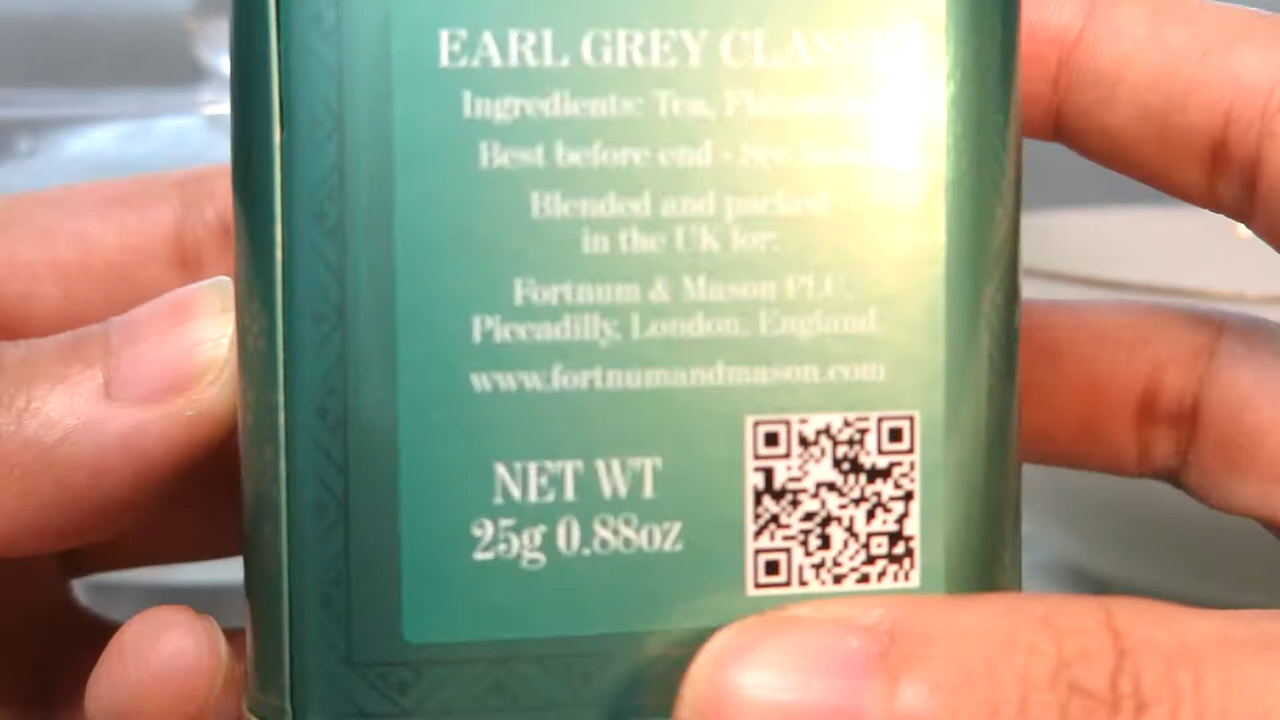 EARL GREY CLASSIC
Ingredients: Tea,
Best before end - See
Blended and packed
in the UK for:
Fortnum & Mason PLC.
Piccadilly, London, England.
www.fortnumandmason.com
NET WT
25g 0.88oz